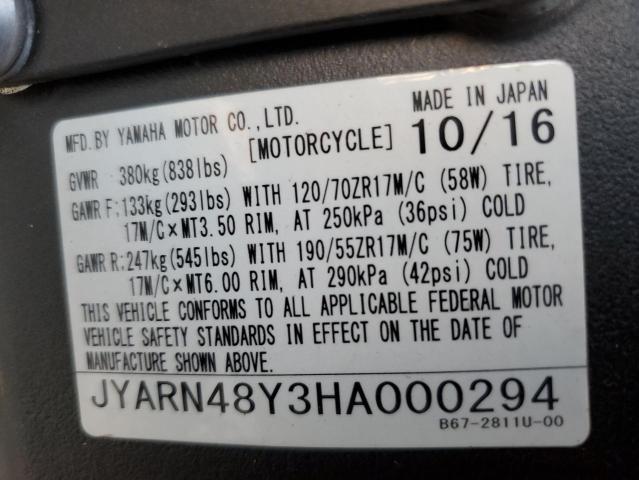 MFD. BY YAMAHA MOTOR CO.,LTD. MADE IN JAPAN
[MOTORCYCLE] 10/16
GVWR 380kg(838lbs)
GAWR F:133kg(293lbs) WITH 120/70ZR17M/C (58W) TIRE,
17M/C×MT3.50 RIM, AT 250kPa (36psi) COLD
GAWR R:247kg(545lbs) WITH 190/55ZR17M/C (75W) TIRE,
17M/C×MT6.00 RIM, AT 290kPa (42psi) COLD
THIS VEHICLE CONFORMS TO ALL APPLICABLE FEDERAL MOTOR
VEHICLE SAFETY STANDARDS IN EFFECT ON THE DATE OF
MANUFACTURE SHOWN ABOVE.
JYARN48Y3HA000294
B67-2811U-00